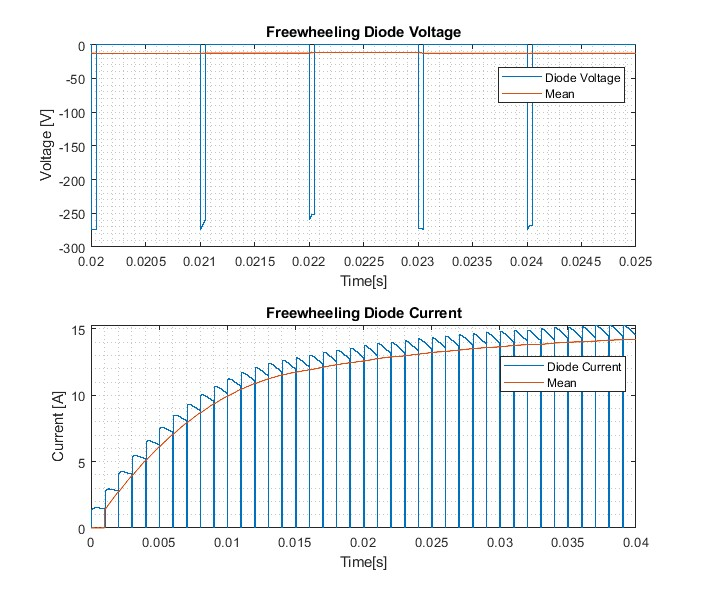 Freewheeling Diode Voltage
0
-50
-100
-150
-200
-250
-300
Voltage [V]
Diode Voltage
Mean
0.02 0.0205 0.021 0.0215 0.022 0.0225 0.023 0.0235 0.024 0.0245 0.025
Time[s]
Freewheeling Diode Current
15
10
5
0
Current [A]
Diode Current
Mean
0 0.005 0.01 0.015 0.02 0.025 0.03 0.035 0.04
Time[s]